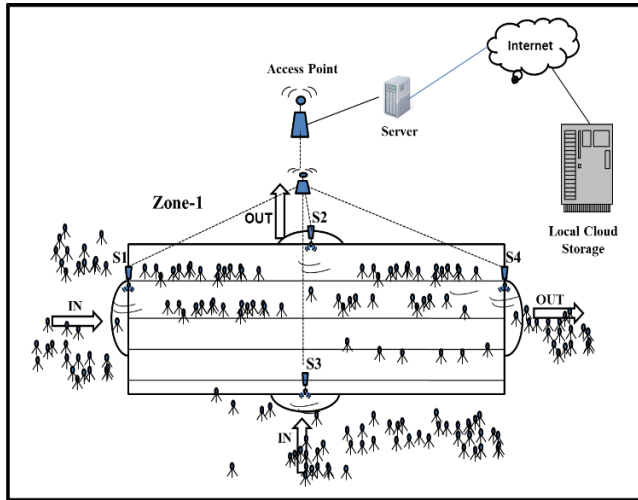 Internet
Access Point
Server
Zone-1
OUT
S2
Local Cloud
Storage
S1
S4
IN
OUT
S3
IN